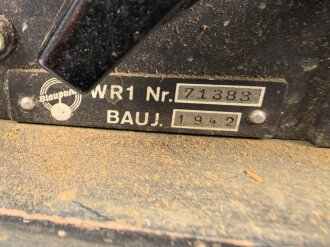 Blaupunkt
WR1 Nr. 71383
BAUJ. 1942